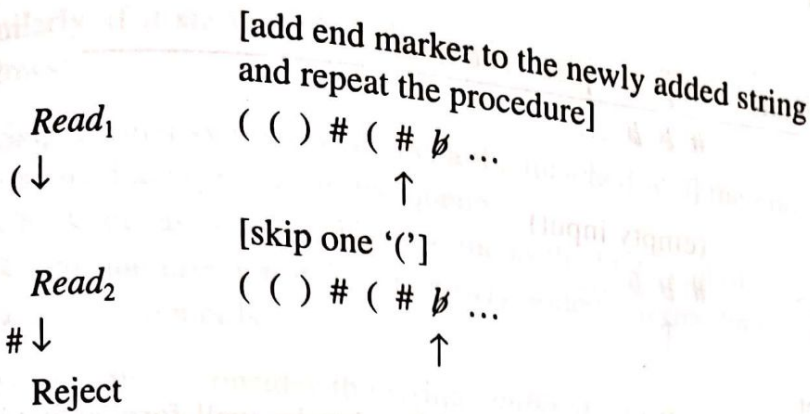 [add end marker to the newly added string
and repeat the procedure]
Read₁ ( ( ) # ( # b̸ ...
( ↓ ↑
[skip one ‘(’]
Read₂ ( ( ) # ( # b̸ ...
# ↓ ↑
Reject